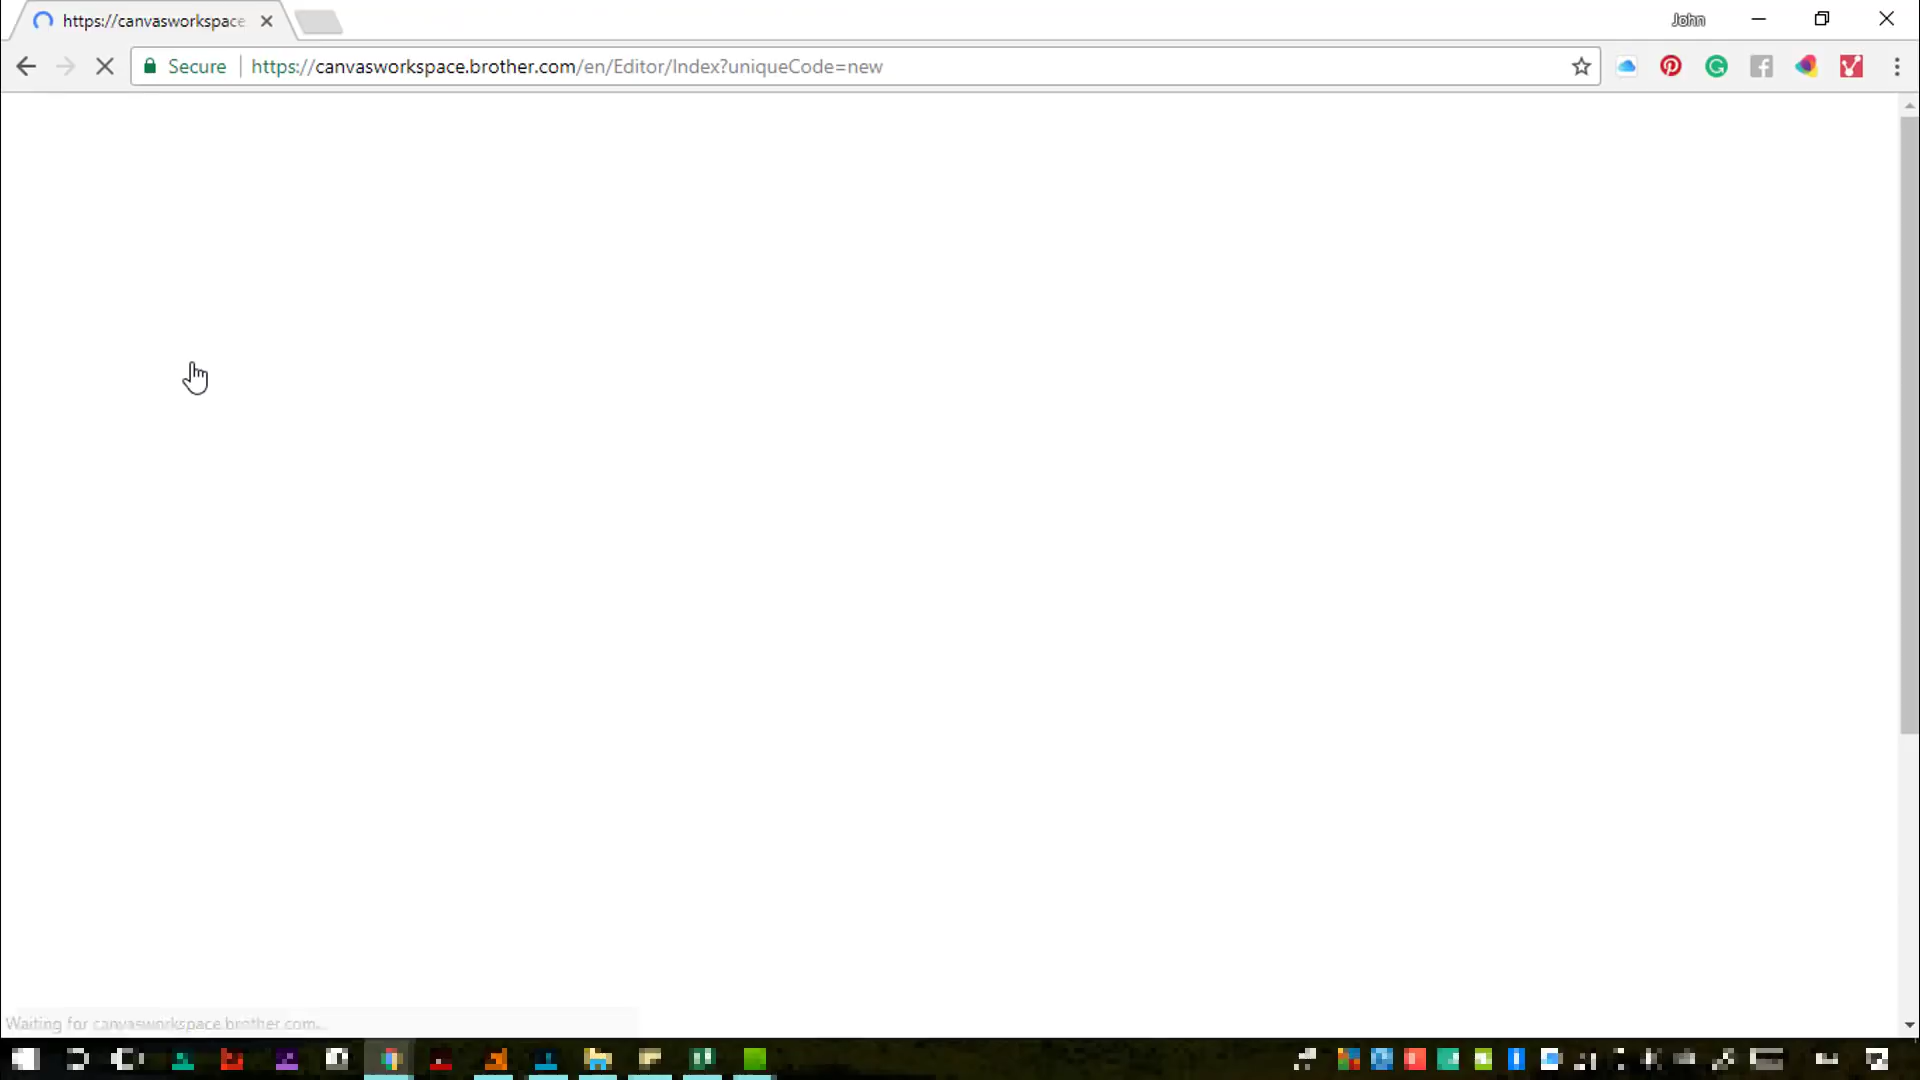 https://canvasworkspace
John
Secure
https://canvasworkspace.brother.com/en/Editor/Index?uniqueCode=new
Waiting for canvasworkspace.brother.com...